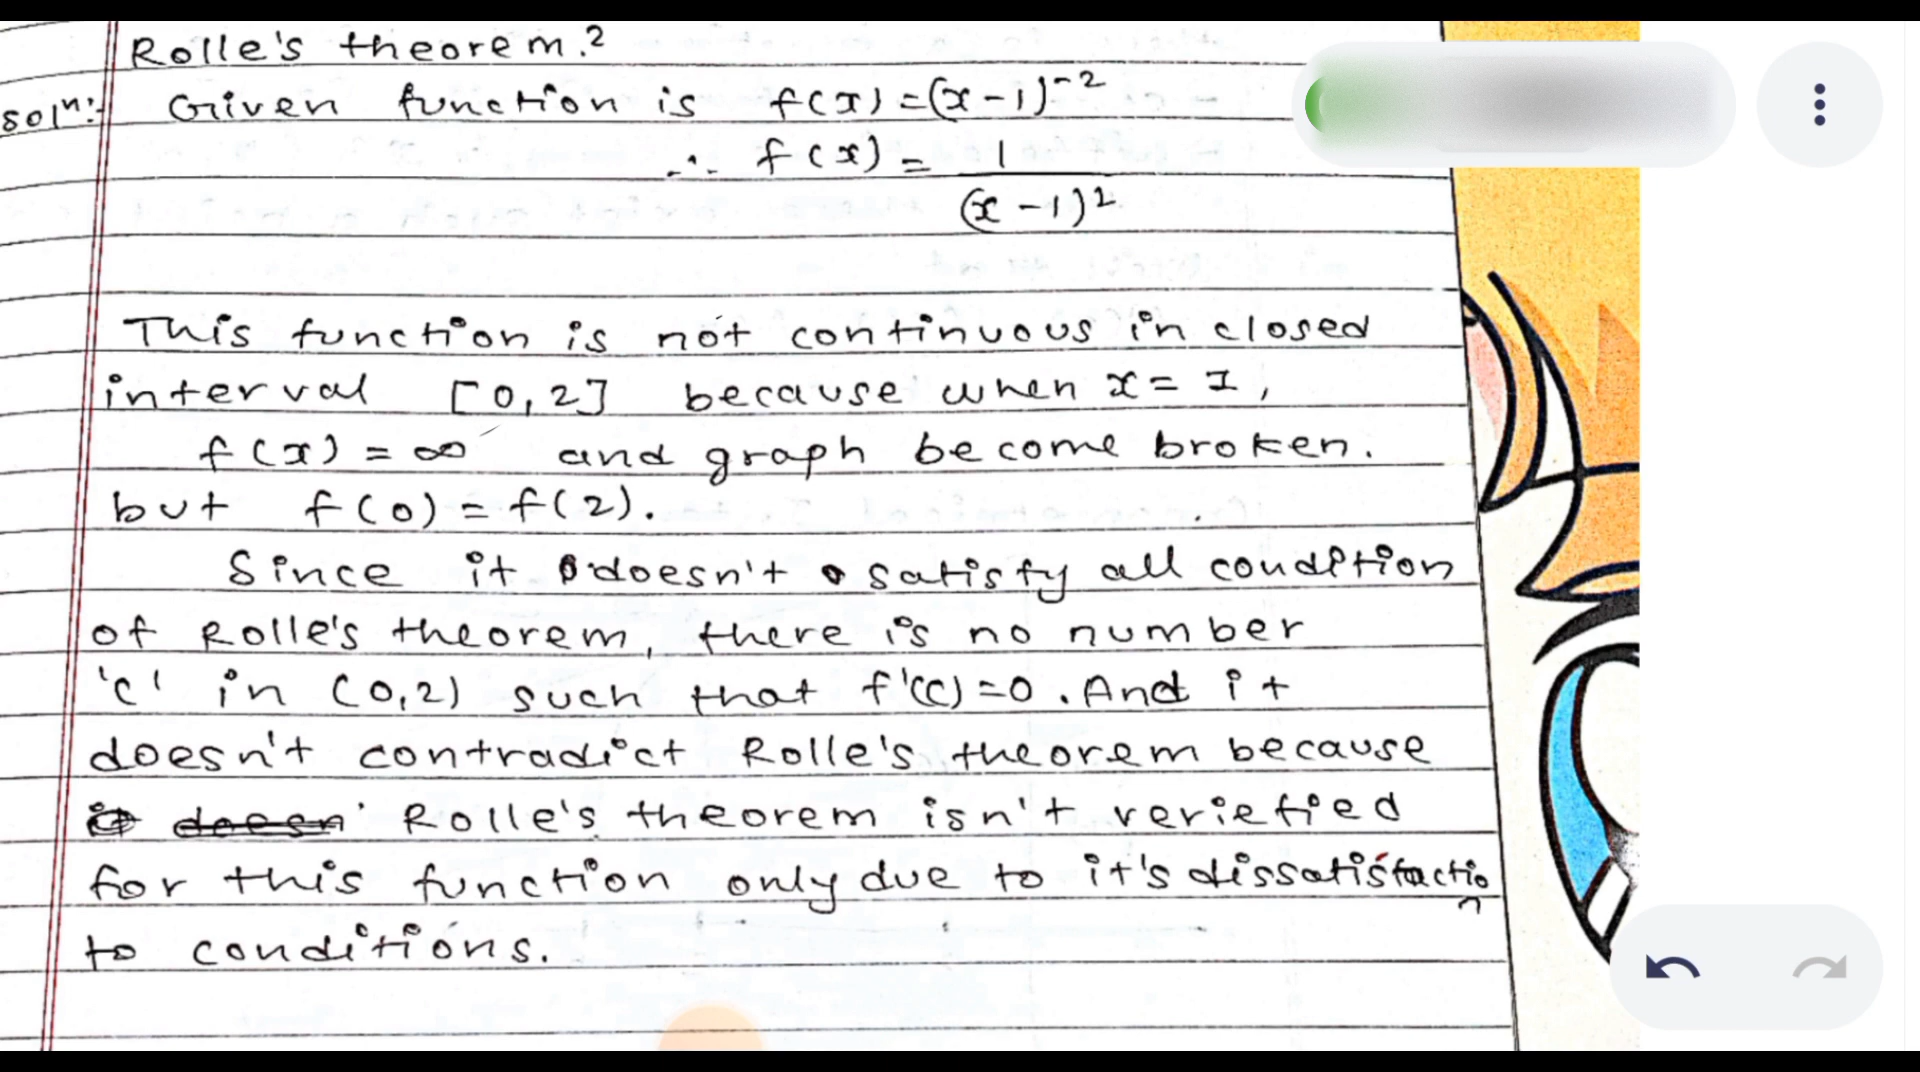 Rolle's theorem.?
soln:- Given function is f(x) = (x-1)^-2
∴ f(x) = 1/(x-1)^2
This function is not continuous in closed
interval [0,2] because when x = 1,
f(x) = ∞ and graph become broken.
but f(0) = f(2).
Since it doesn't satisfy all condition
of Rolle's theorem, there is no number
'c' in (0,2) such that f'(c)=0. And it
doesn't contradict Rolle's theorem because
Rolle's theorem isn't veriefied
for this function only due to it's dissatisfaction
to conditions.